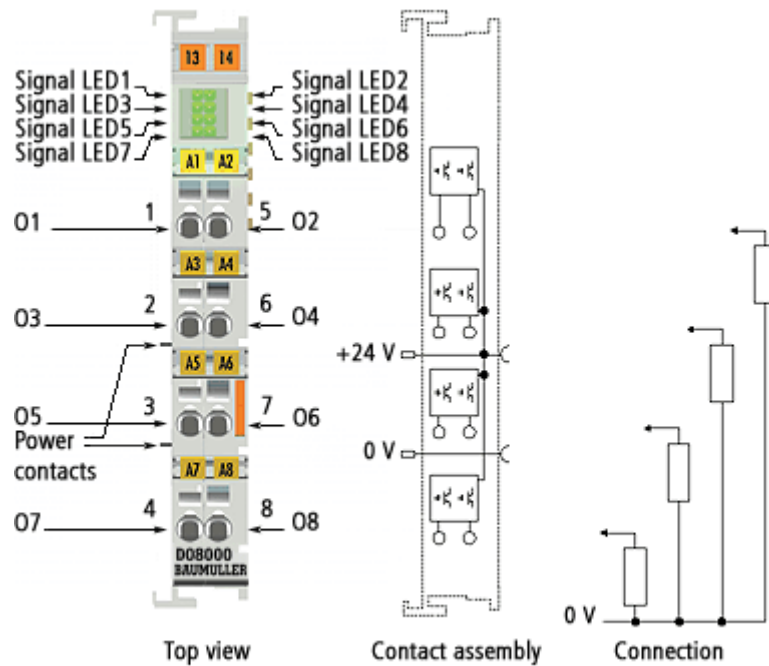 13 14
Signal LED1 Signal LED2
Signal LED3 Signal LED4
Signal LED5 Signal LED6
Signal LED7 Signal LED8
A1 A2
O1 1 5 O2
A3 A4
O3 2 6 O4
+24 V
A5 A6
O5 3 7 O6
Power
contacts
0 V
A7 A8
O7 4 8 O8
DO8000
BAUMULLER
0 V
Top view Contact assembly Connection